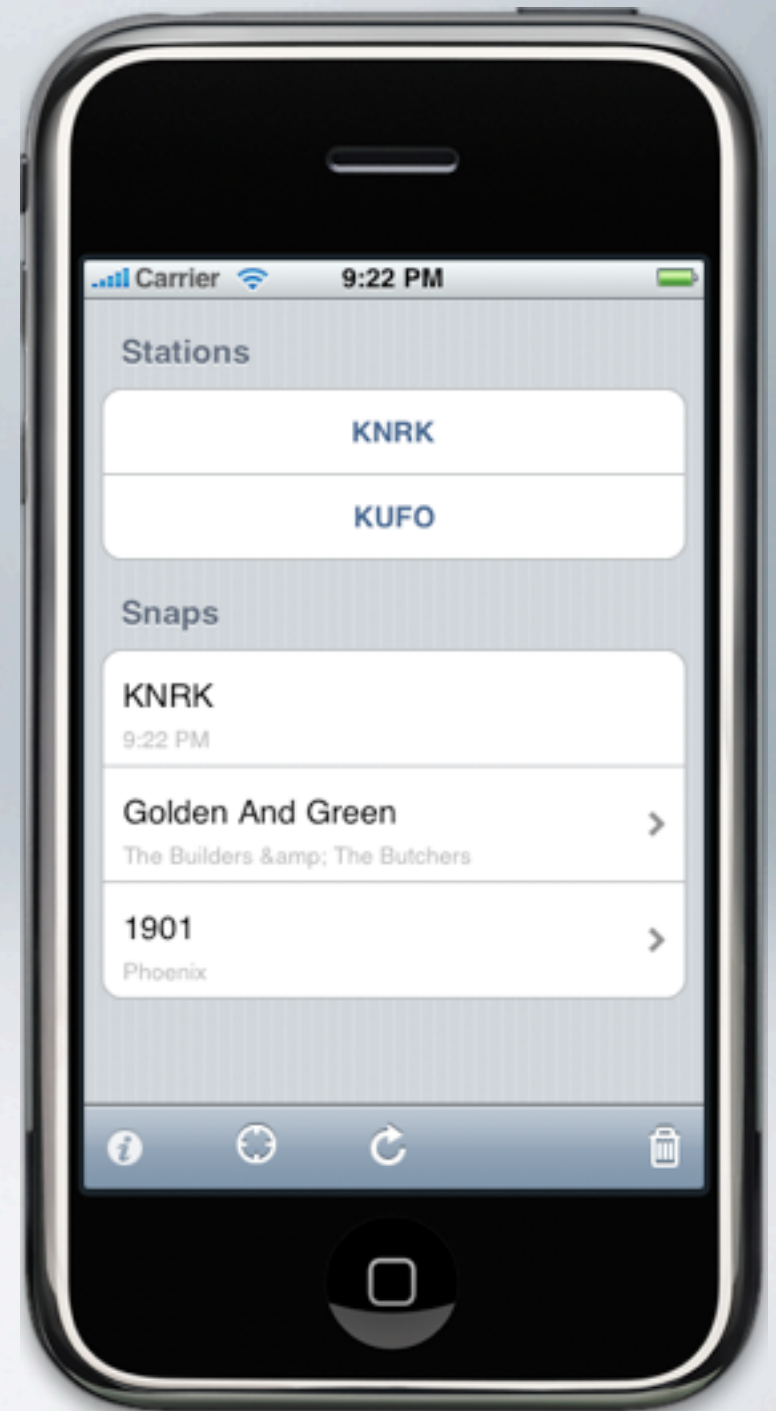 Carrier 9:22 PM
Stations
KNRK
KUFO
Snaps
KNRK
9:22 PM
Golden And Green
The Builders &amp; The Butchers
1901
Phoenix
i